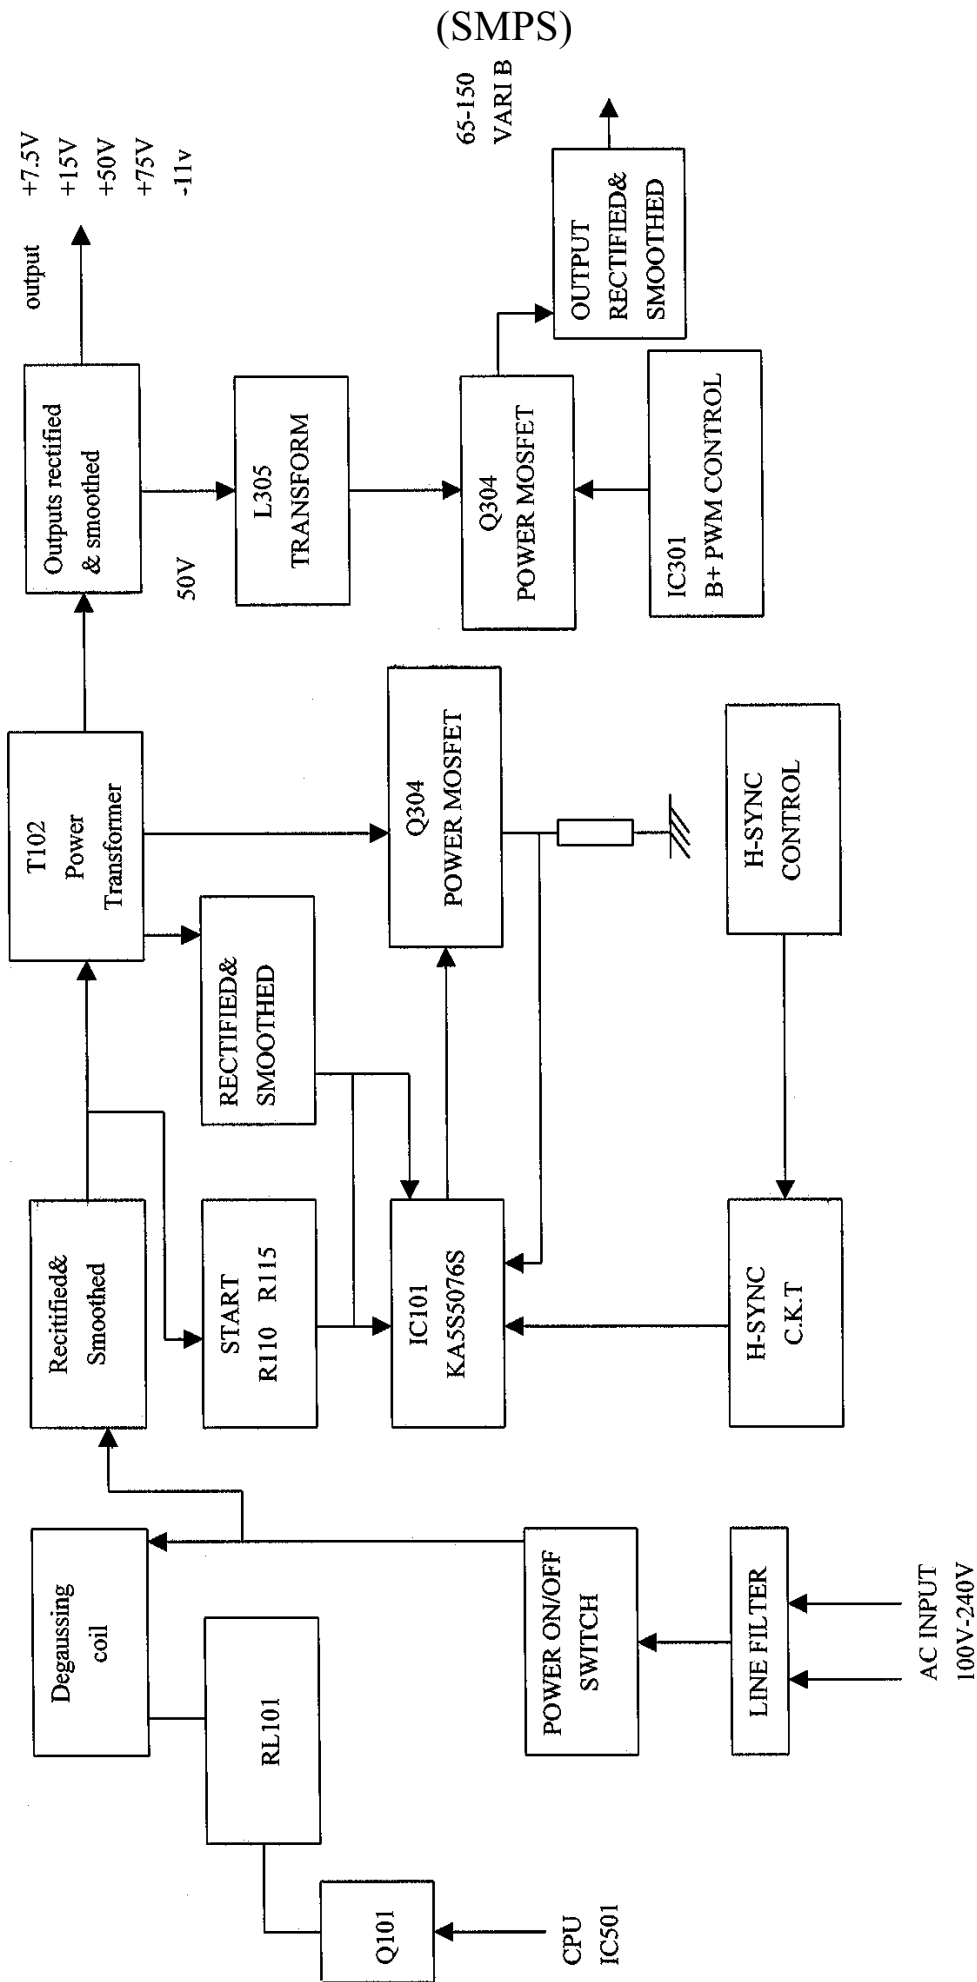 (SMPS)
output
+7.5V
+15V
+50V
+75V
-11v
65-150
VARI B
Outputs rectified
& smoothed
50V
L305
TRANSFORM
Q304
POWER MOSFET
OUTPUT
RECTIFIED&
SMOOTHED
IC301
B+ PWM CONTROL
T102
Power
Transformer
RECTIFIED&
SMOOTHED
Q304
POWER MOSFET
H-SYNC
CONTROL
Recitified&
Smoothed
START
R110 R115
IC101
KA5S5076S
H-SYNC
C.K.T
Degaussing
coil
RL101
Q101
CPU
IC501
POWER ON/OFF
SWITCH
LINE FILTER
AC INPUT
100V-240V